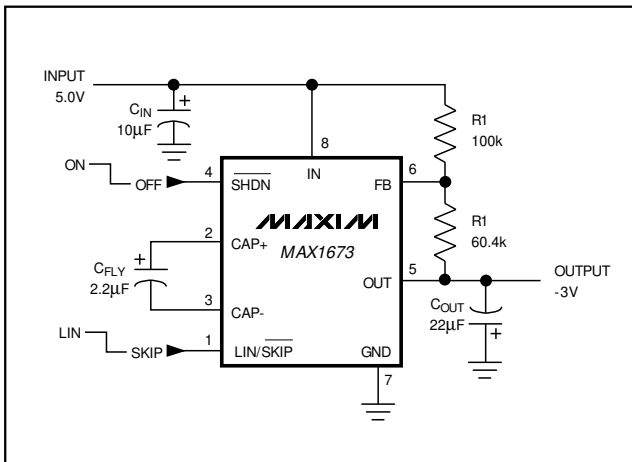 INPUT
5.0V
CIN
10µF
ON
OFF
4
SHDN
8
IN
6
FB
R1
100k
MAXIM
MAX1673
R1
60.4k
2
CAP+
CFLY
2.2µF
3
CAP-
5
OUT
OUTPUT
-3V
COUT
22µF
LIN
SKIP
1
LIN/SKIP
GND
7
+
+
+